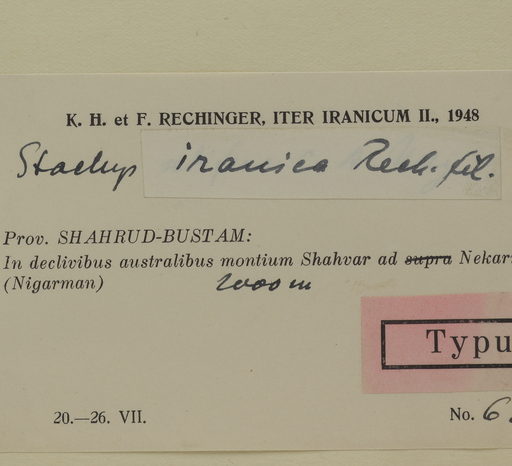 K. H. et F. RECHINGER, ITER IRANICUM II., 1948
Stachys iranica Rech. fil.
Prov. SHAHRUD-BUSTAM:
In declivibus australibus montium Shahvar ad supra Nekar
(Nigarman) 2000 m
Typu
20.—26. VII. No. 6